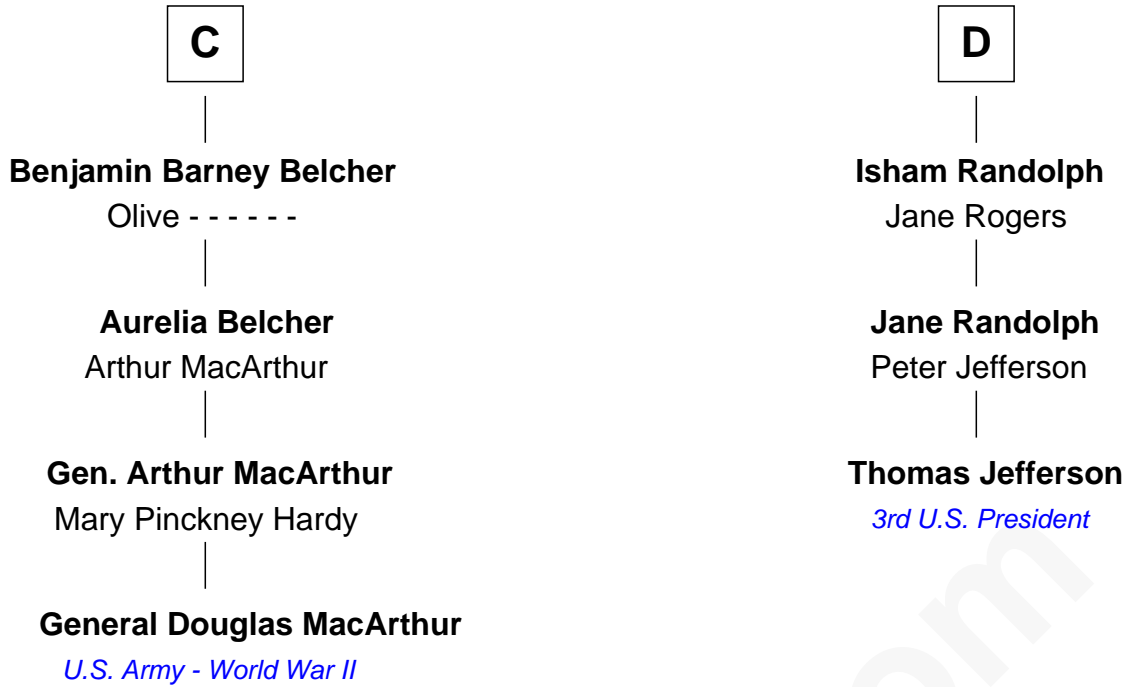 C
Benjamin Barney Belcher
Olive - - - - - -
Aurelia Belcher
Arthur MacArthur
Gen. Arthur MacArthur
Mary Pinckney Hardy
General Douglas MacArthur
U.S. Army - World War II
D
Isham Randolph
Jane Rogers
Jane Randolph
Peter Jefferson
Thomas Jefferson
3rd U.S. President
om